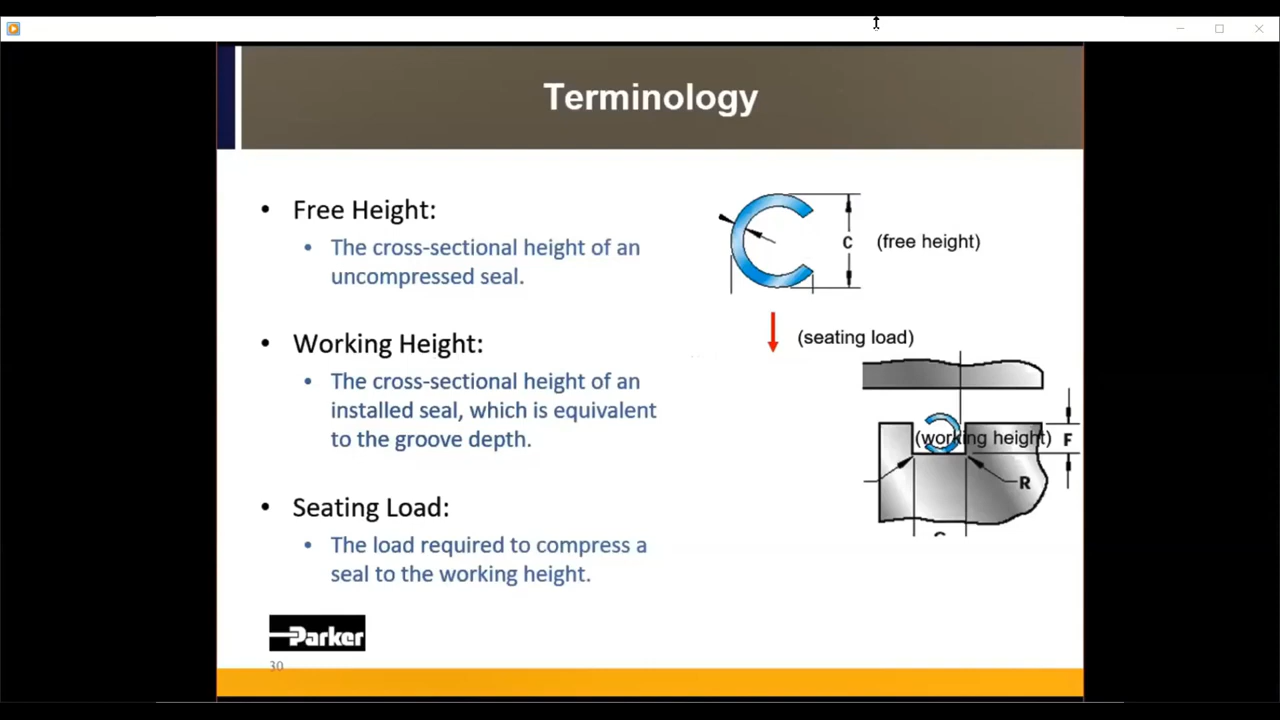 Terminology
• Free Height:
• The cross-sectional height of an
uncompressed seal.
• Working Height:
• The cross-sectional height of an
installed seal, which is equivalent
to the groove depth.
• Seating Load:
• The load required to compress a
seal to the working height.
C (free height)
(seating load)
(working height) F
R
Parker
30